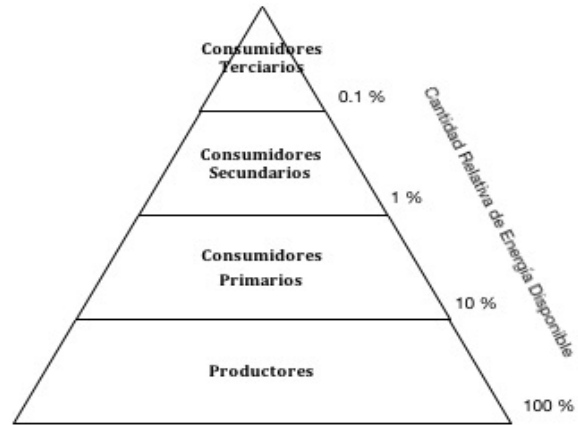 Consumidores
Terciarios
0.1 %
Consumidores
Secundarios
1 %
Consumidores
Primarios
10 %
Productores
100 %
Cantidad Relativa de Energía Disponible